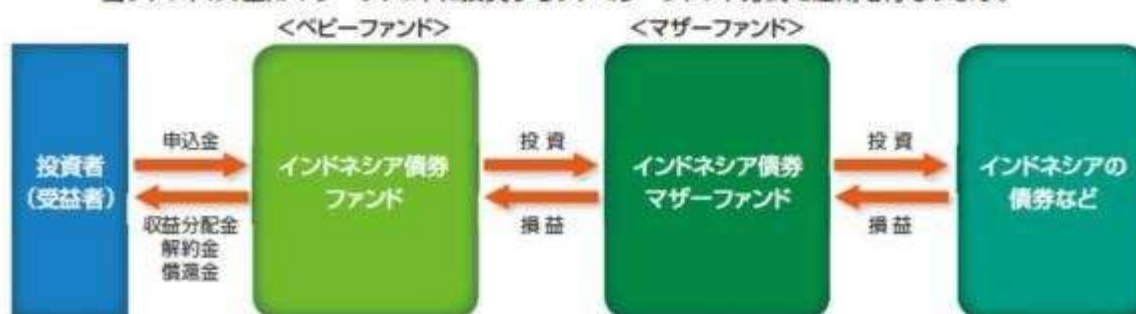 <ベビーファンド>
<マザーファンド>
投資者
(受益者)
申込金
収益分配金
解約金
償還金
インドネシア債券
ファンド
投 資
損 益
インドネシア債券
マザーファンド
投 資
損 益
インドネシアの
債券など